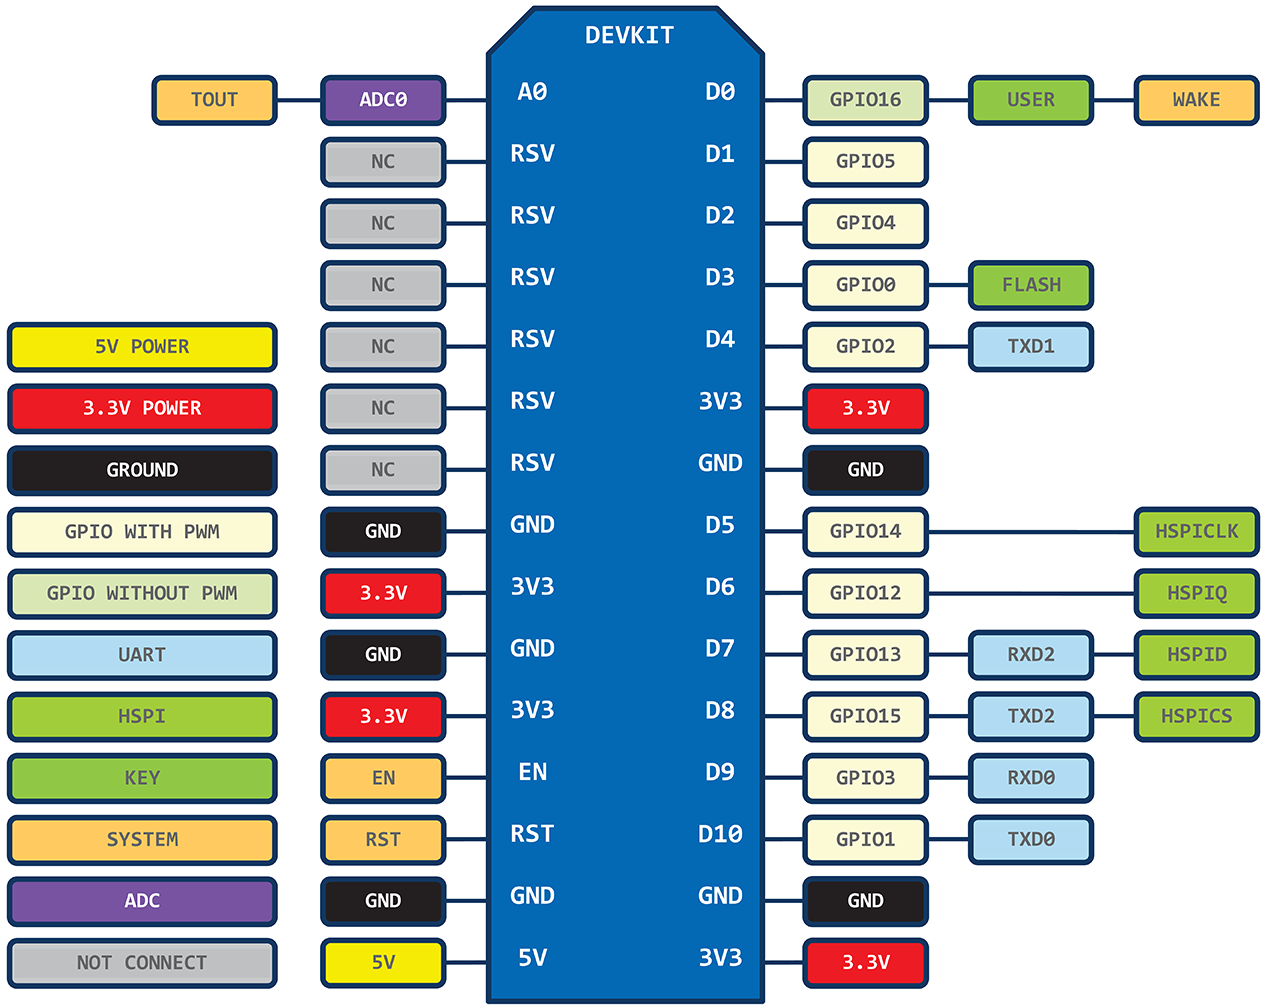 DEVKIT
TOUT ADC0 A0 D0 GPIO16 USER WAKE
NC RSV D1 GPIO5
NC RSV D2 GPIO4
NC RSV D3 GPIO0 FLASH
5V POWER NC RSV D4 GPIO2 TXD1
3.3V POWER NC RSV 3V3 3.3V
GROUND NC RSV GND GND
GPIO WITH PWM GND GND D5 GPIO14 HSPICLK
GPIO WITHOUT PWM 3.3V 3V3 D6 GPIO12 HSPIQ
UART GND GND D7 GPIO13 RXD2 HSPID
HSPI 3.3V 3V3 D8 GPIO15 TXD2 HSPICS
KEY EN EN D9 GPIO3 RXD0
SYSTEM RST RST D10 GPIO1 TXD0
ADC GND GND GND GND
NOT CONNECT 5V 5V 3V3 3.3V